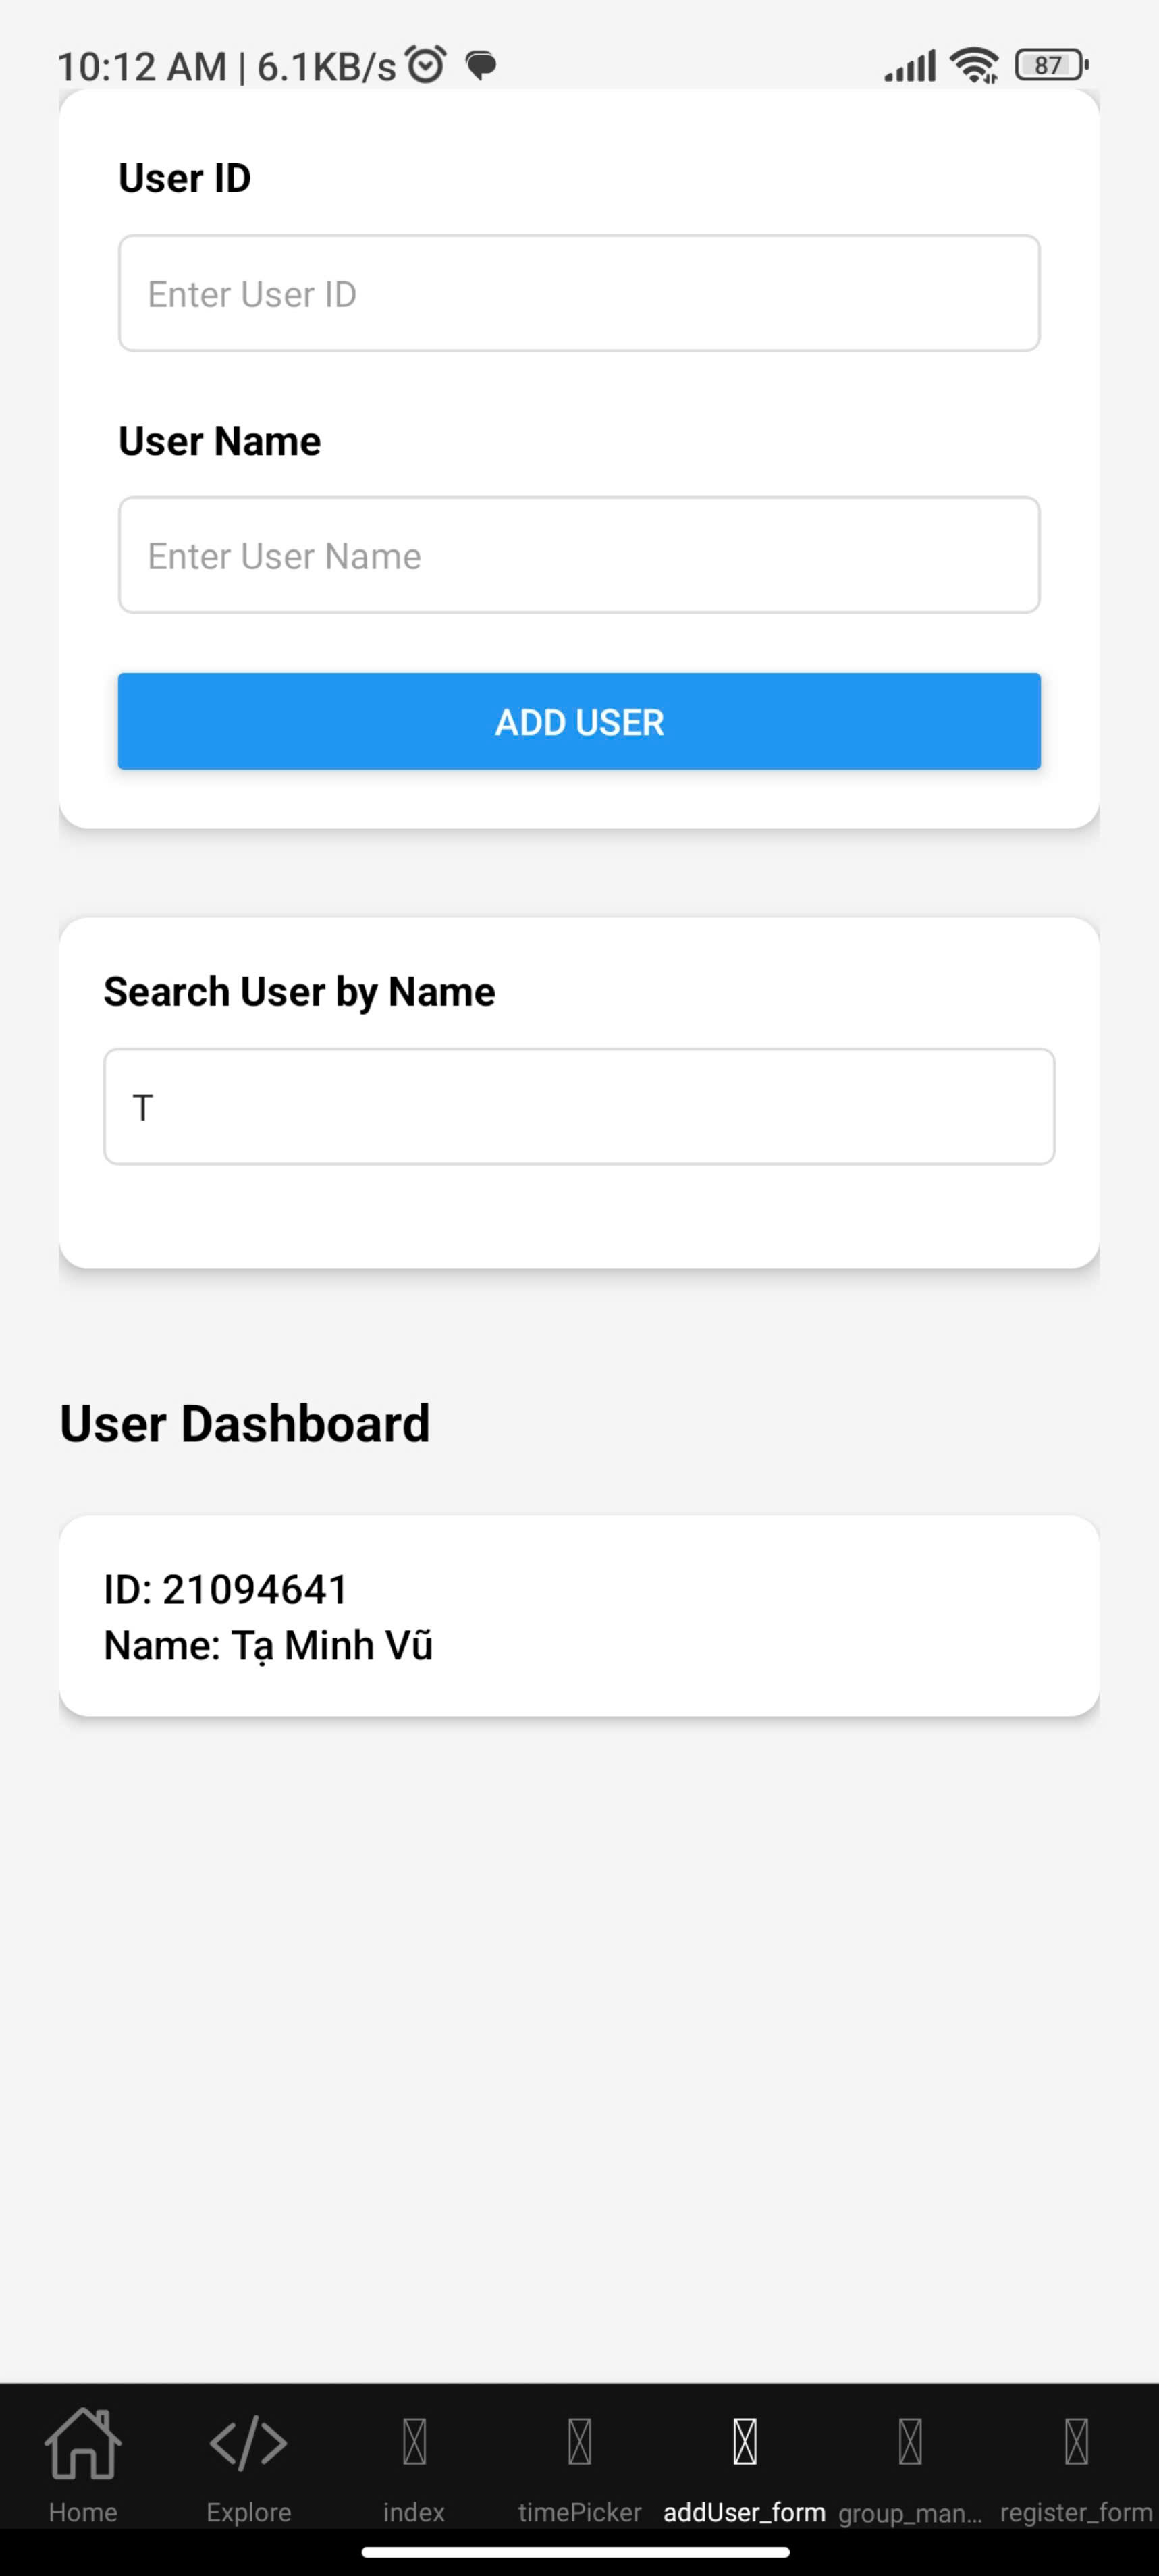 10:12 AM | 6.1KB/s 87
User ID
Enter User ID
User Name
Enter User Name
ADD USER
Search User by Name
T
User Dashboard
ID: 21094641
Name: Tạ Minh Vũ
Home Explore index timePicker addUser_form group_man... register_form